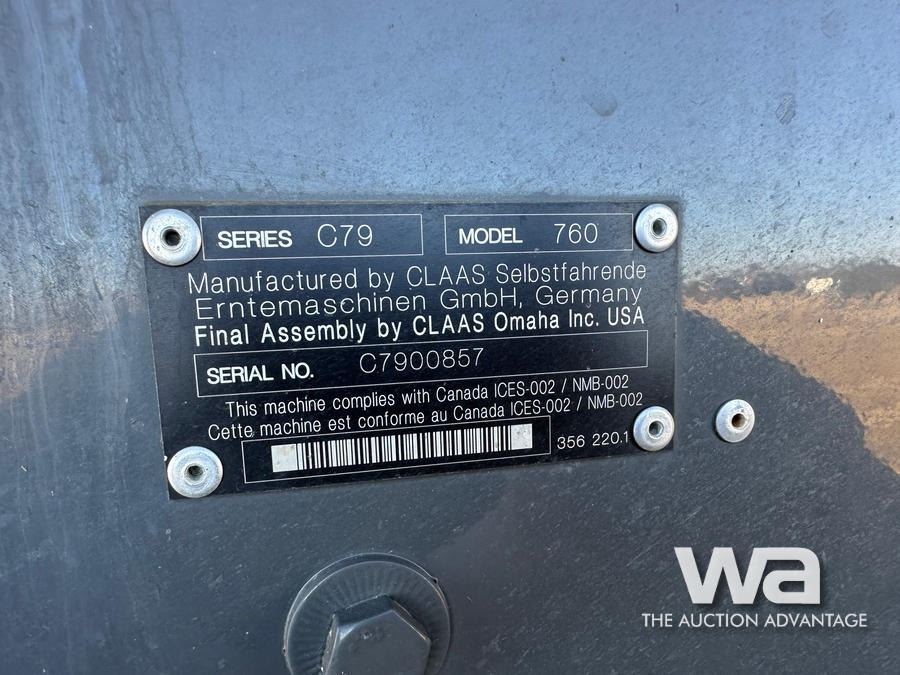 SERIES C79 MODEL 760
Manufactured by CLAAS Selbstfahrende
Erntemaschinen GmbH, Germany
Final Assembly by CLAAS Omaha Inc. USA
SERIAL NO. C7900857
This machine complies with Canada ICES-002 / NMB-002
Cette machine est conforme au Canada ICES-002 / NMB-002
356 220.1
wa
THE AUCTION ADVANTAGE